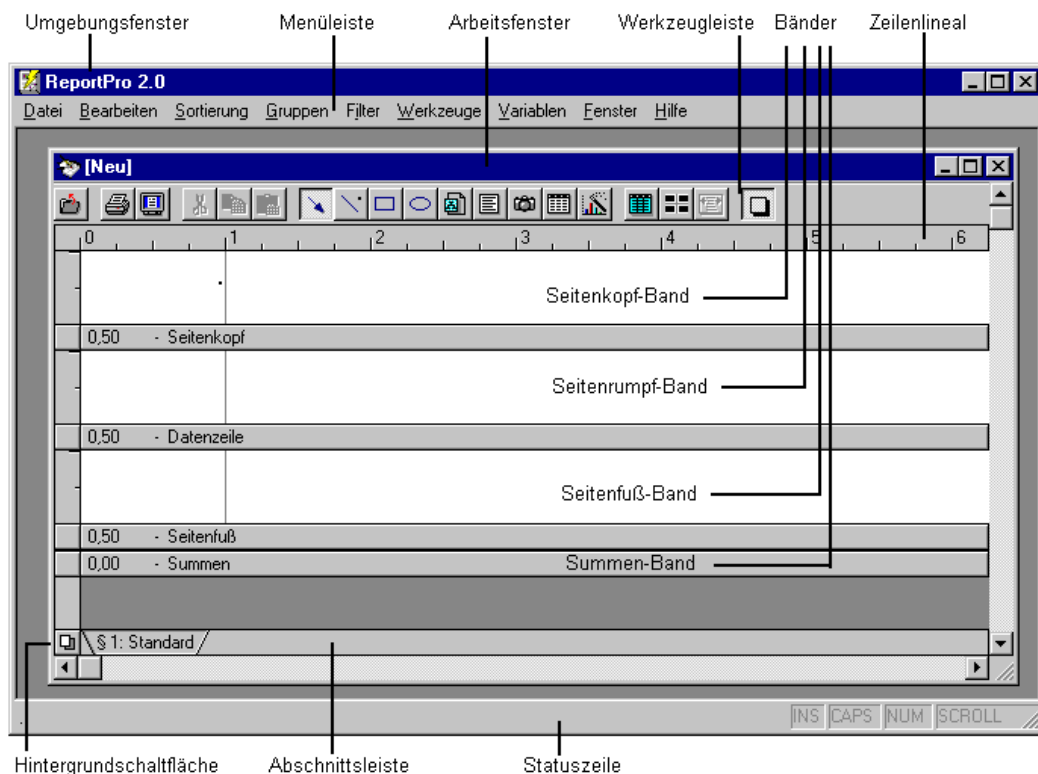 Umgebungsfenster Menüleiste Arbeitsfenster Werkzeugleiste Bänder Zeilenlineal
ReportPro 2.0
Datei Bearbeiten Sortierung Gruppen Filter Werkzeuge Variablen Fenster Hilfe
[Neu]
0 1 2 3 4 5 6
Seitenkopf-Band
0,50 - Seitenkopf
Seitenrumpf-Band
0,50 - Datenzeile
Seitenfuß-Band
0,50 - Seitenfuß
0,00 - Summen Summen-Band
§ 1: Standard
INS CAPS NUM SCROLL
Hintergrundschaltfläche Abschnittsleiste Statuszeile